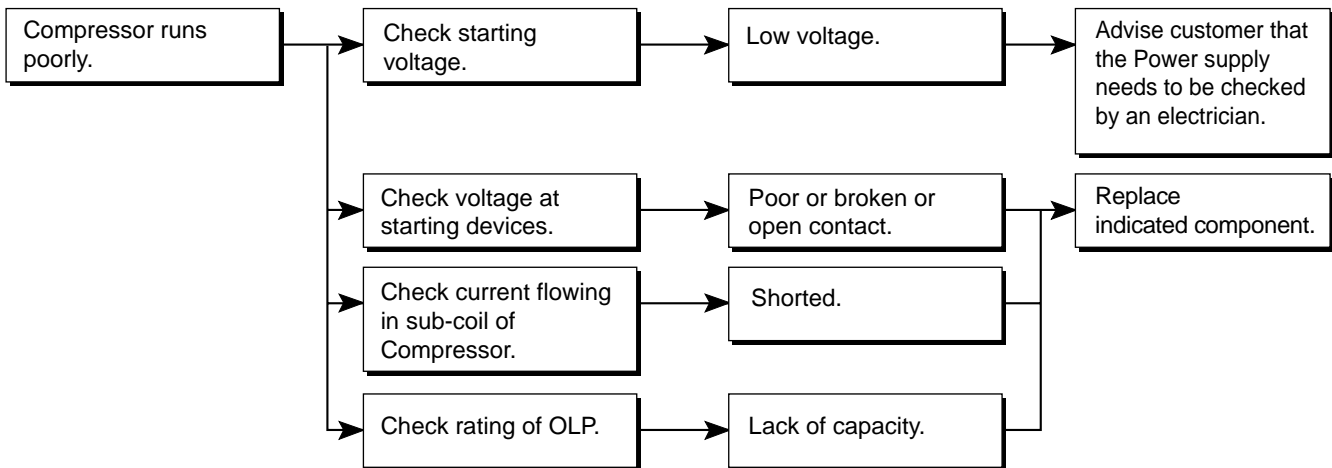 Compressor runs
poorly.
Check starting
voltage.
Low voltage.
Advise customer that
the Power supply
needs to be checked
by an electrician.
Check voltage at
starting devices.
Poor or broken or
open contact.
Replace
indicated component.
Check current flowing
in sub-coil of
Compressor.
Shorted.
Check rating of OLP.
Lack of capacity.